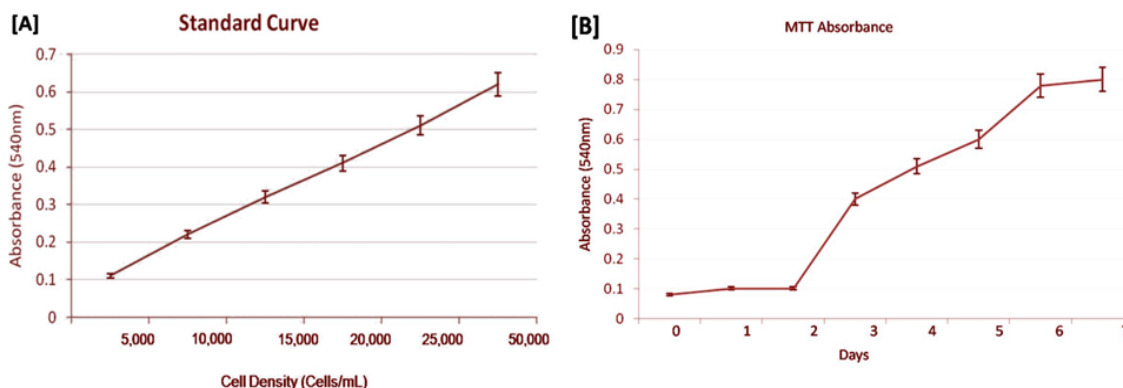 [A]
Standard Curve
Absorbance (540nm)
0.7
0.6
0.5
0.4
0.3
0.2
0.1
0
5,000 10,000 15,000 20,000 25,000 50,000
Cell Density (Cells/mL)
[B]
MTT Absorbance
Absorbance (540nm)
0.9
0.8
0.7
0.6
0.5
0.4
0.3
0.2
0.1
0
0 1 2 3 4 5 6 7
Days